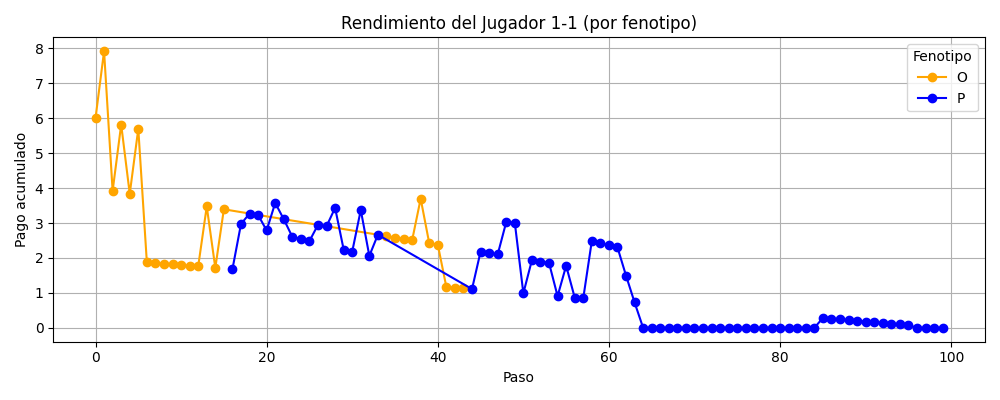 Rendimiento del Jugador 1-1 (por fenotipo)
Pago acumulado
8
7
6
5
4
3
2
1
0
Fenotipo
O
P
0 20 40 60 80 100
Paso